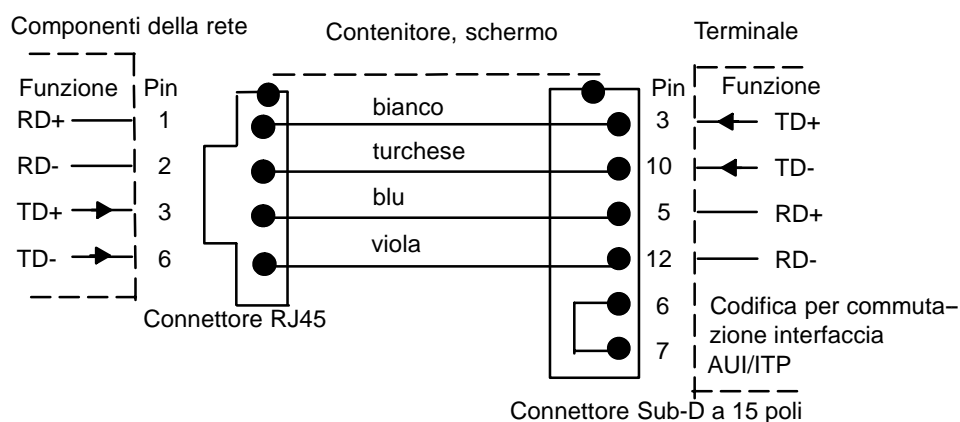 Componenti della rete
Contenitore, schermo
Terminale
Funzione Pin
Pin Funzione
RD+ 1 bianco 3 TD+
RD- 2 turchese 10 TD-
TD+ 3 blu 5 RD+
TD- 6 viola 12 RD-
6 Codifica per commuta–
zione interfaccia
7 AUI/ITP
Connettore RJ45
Connettore Sub-D a 15 poli